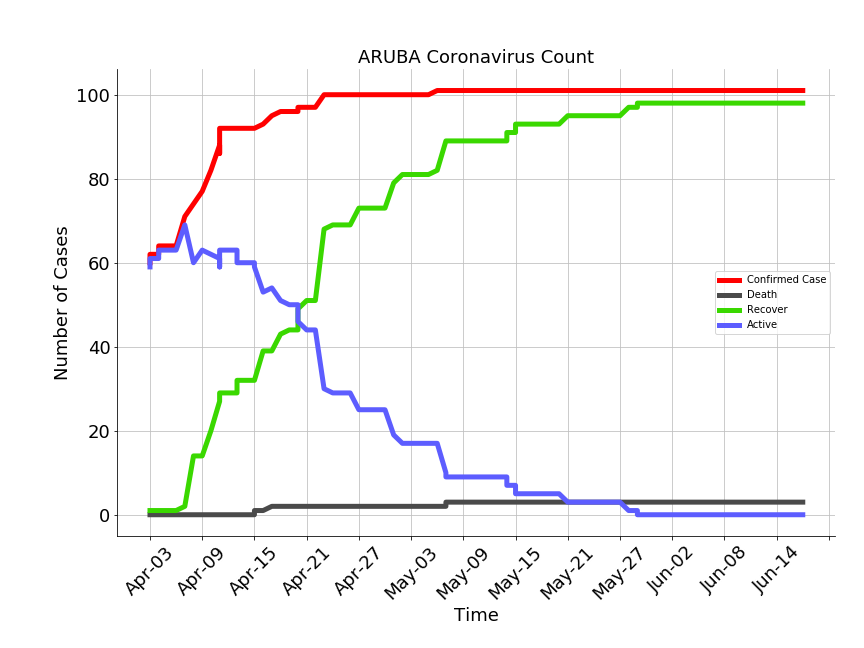 ARUBA Coronavirus Count
Number of Cases
100
80
60
40
20
0
Confirmed Case
Death
Recover
Active
Apr-03
Apr-09
Apr-15
Apr-21
Apr-27
May-03
May-09
May-15
May-21
May-27
Jun-02
Jun-08
Jun-14
Time